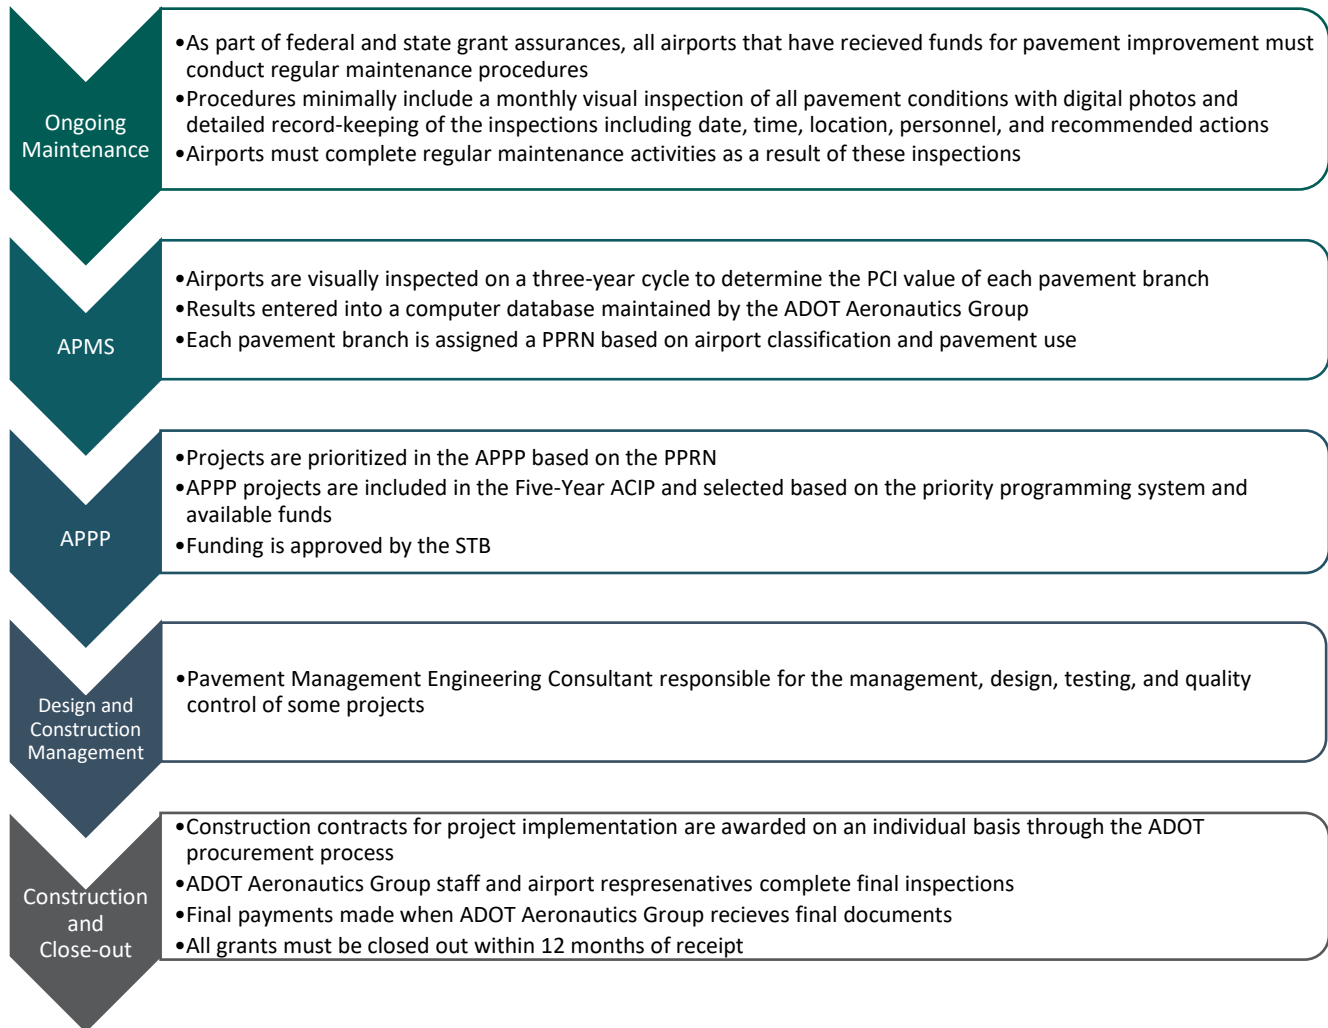 Ongoing
Maintenance
•As part of federal and state grant assurances, all airports that have recieved funds for pavement improvement must
conduct regular maintenance procedures
•Procedures minimally include a monthly visual inspection of all pavement conditions with digital photos and
detailed record-keeping of the inspections including date, time, location, personnel, and recommended actions
•Airports must complete regular maintenance activities as a result of these inspections
APMS
•Airports are visually inspected on a three-year cycle to determine the PCI value of each pavement branch
•Results entered into a computer database maintained by the ADOT Aeronautics Group
•Each pavement branch is assigned a PPRN based on airport classification and pavement use
APPP
•Projects are prioritized in the APPP based on the PPRN
•APPP projects are included in the Five-Year ACIP and selected based on the priority programming system and
available funds
•Funding is approved by the STB
Design and
Construction
Management
•Pavement Management Engineering Consultant responsible for the management, design, testing, and quality
control of some projects
Construction
and
Close-out
•Construction contracts for project implementation are awarded on an individual basis through the ADOT
procurement process
•ADOT Aeronautics Group staff and airport respresenatives complete final inspections
•Final payments made when ADOT Aeronautics Group recieves final documents
•All grants must be closed out within 12 months of receipt